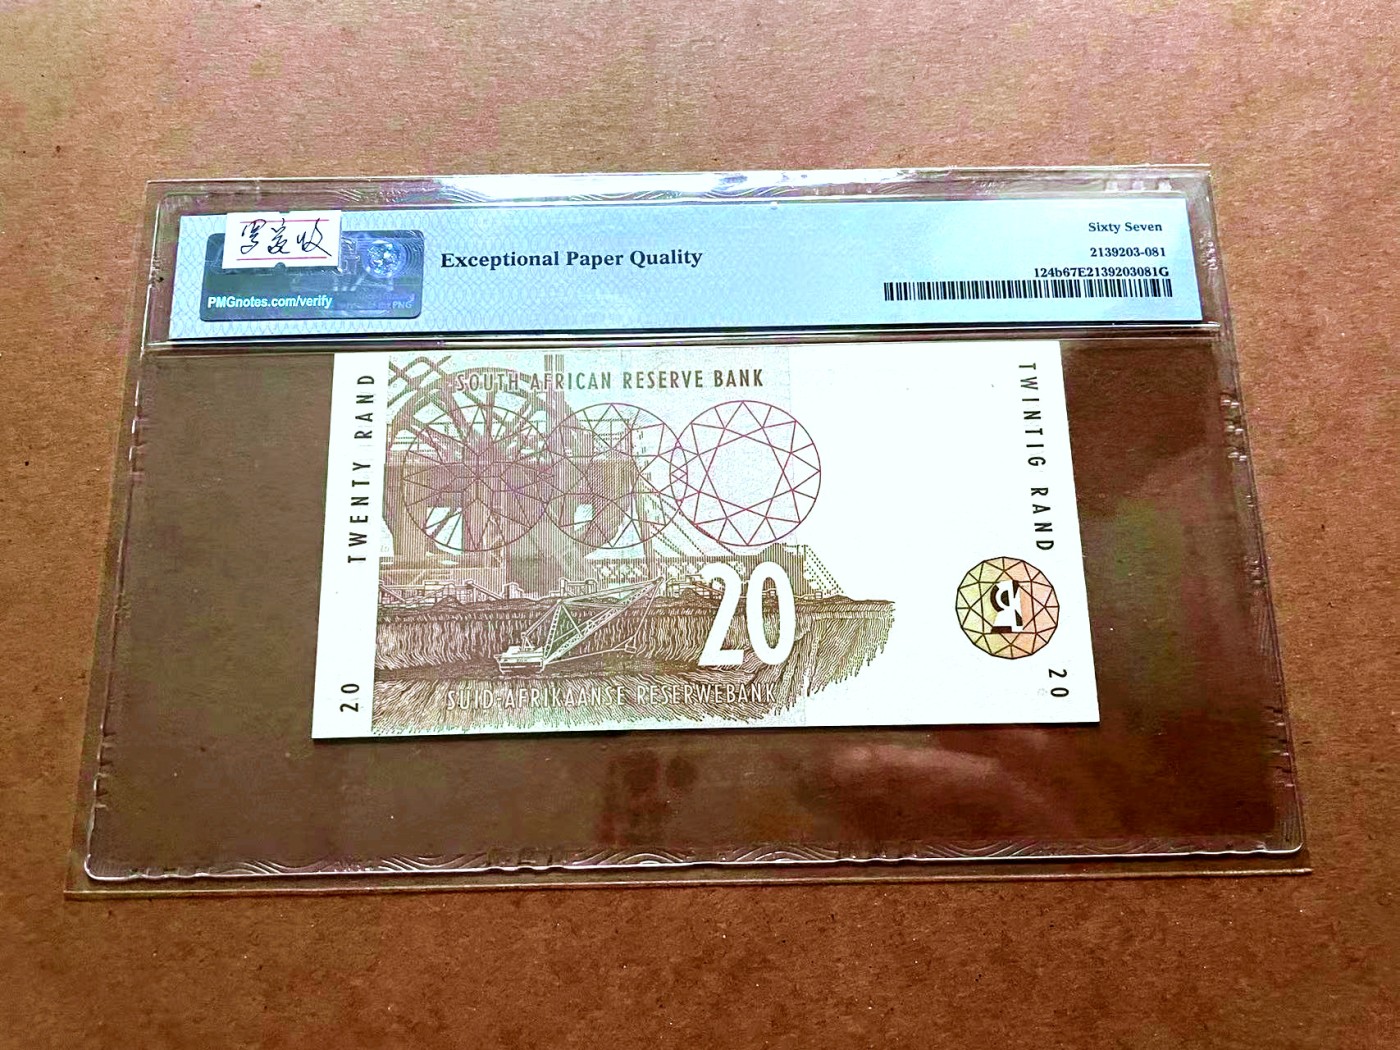 Sixty Seven
Exceptional Paper Quality
2139203-081
124b67E2139203081G
PMGnotes.com/verify
PNG
SOUTH AFRICAN RESERVE BANK
TWENTY RAND
TWINTIG RAND
20
SUID-AFRIKAANSE RESERWEBANK
20
20